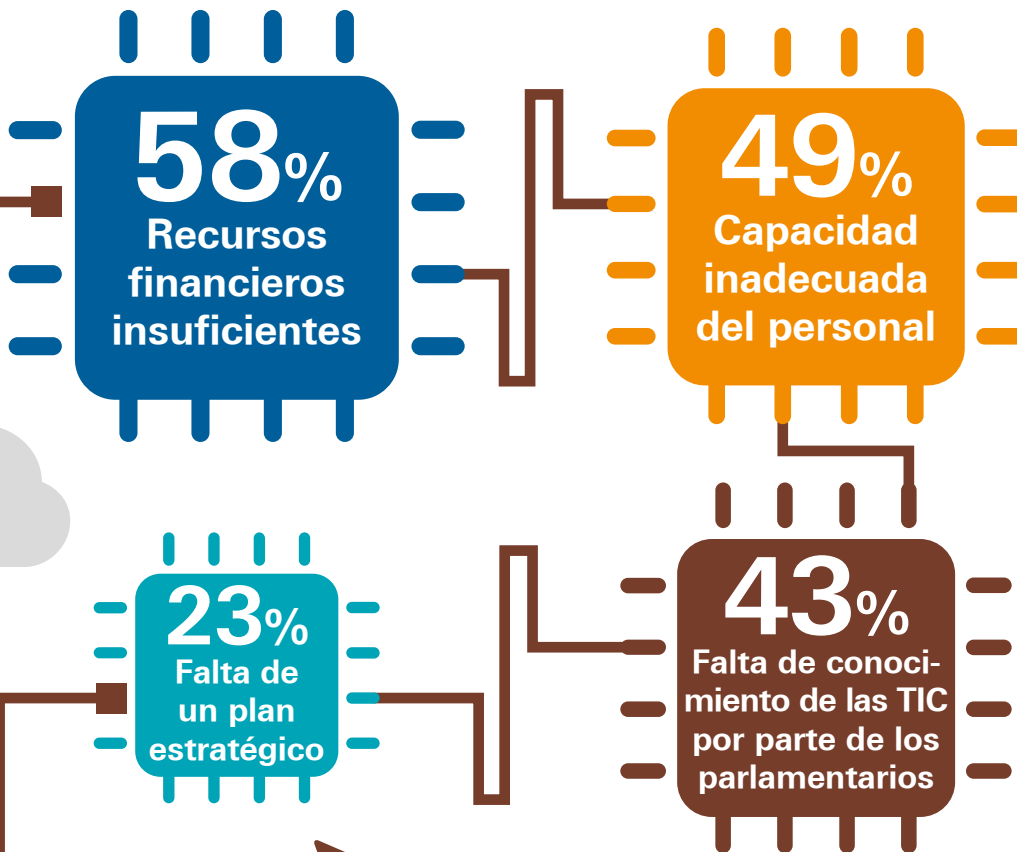 58%
Recursos
financieros
insuficientes
49%
Capacidad
inadecuada
del personal
23%
Falta de
un plan
estratégico
43%
Falta de conoci-
miento de las TIC
por parte de los
parlamentarios